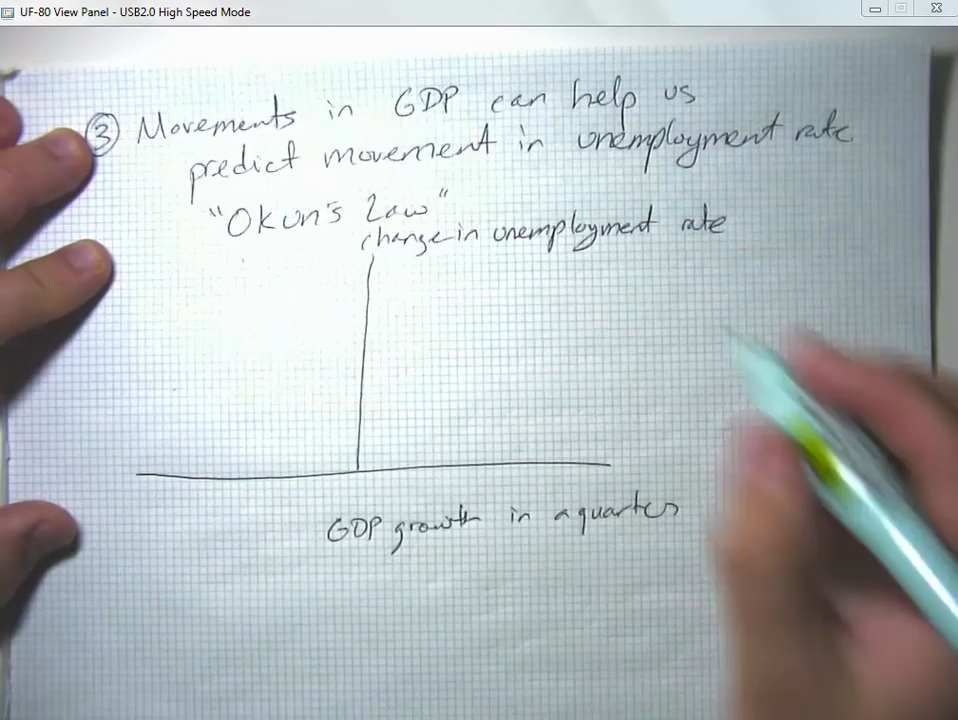 UF-80 View Panel - USB2.0 High Speed Mode
③ Movements in GDP can help us
predict movement in unemployment rate
"Okun's Law"
change in unemployment rate
GDP growth in a quarter